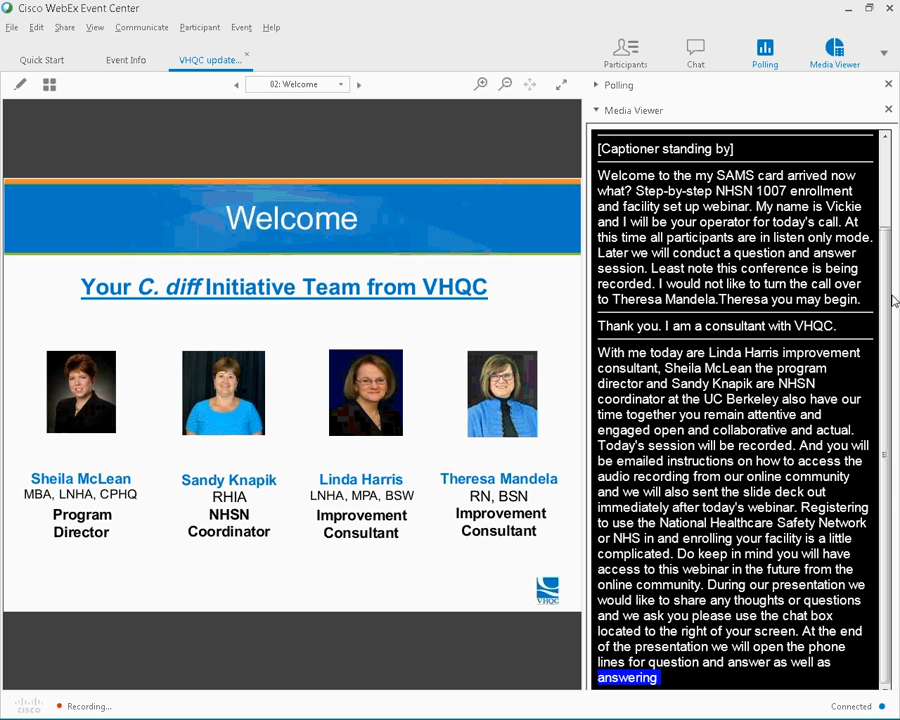 Cisco WebEx Event Center
File Edit Share View Communicate Participant Event Help
Quick Start Event Info VHQC update...
Participants Chat Polling Media Viewer
02: Welcome
Welcome
Your C. diff Initiative Team from VHQC
Sheila McLean
MBA, LNHA, CPHQ
Program
Director
Sandy Knapik
RHIA
NHSN
Coordinator
Linda Harris
LNHA, MPA, BSW
Improvement
Consultant
Theresa Mandela
RN, BSN
Improvement
Consultant
VHQC
Polling
Media Viewer
[Captioner standing by]
Welcome to the my SAMS card arrived now
what? Step-by-step NHSN 1007 enrollment
and facility set up webinar. My name is Vickie
and I will be your operator for today's call. At
this time all participants are in listen only mode.
Later we will conduct a question and answer
session. Least note this conference is being
recorded. I would not like to turn the call over
to Theresa Mandela.Theresa you may begin.
Thank you. I am a consultant with VHQC.
With me today are Linda Harris improvement
consultant, Sheila McLean the program
director and Sandy Knapik are NHSN
coordinator at the UC Berkeley also have our
time together you remain attentive and
engaged open and collaborative and actual.
Today's session will be recorded. And you will
be emailed instructions on how to access the
audio recording from our online community
and we will also sent the slide deck out
immediately after today's webinar. Registering
to use the National Healthcare Safety Network
or NHS in and enrolling your facility is a little
complicated. Do keep in mind you will have
access to this webinar in the future from the
online community. During our presentation we
would like to share any thoughts or questions
and we ask you please use the chat box
located to the right of your screen. At the end
of the presentation we will open the phone
lines for question and answer as well as
answering
cisco
Recording...
Connected